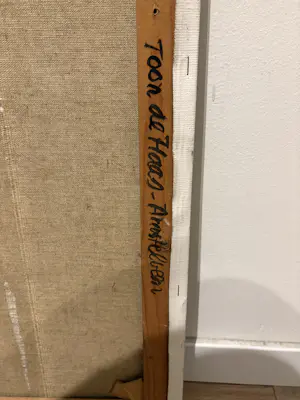 Toon de Haas - Amstelveen